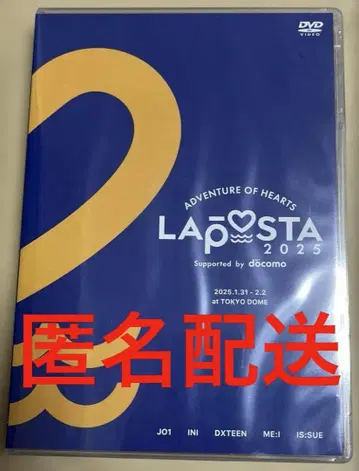 DVD
VIDEO
ADVENTURE OF HEARTS
LAPOSTA
2025
Supported by döcomo
2025.1.31 - 2.2
at TOKYO DOME
匿名配送
JO1 INI DXTEEN ME:I IS:SUE